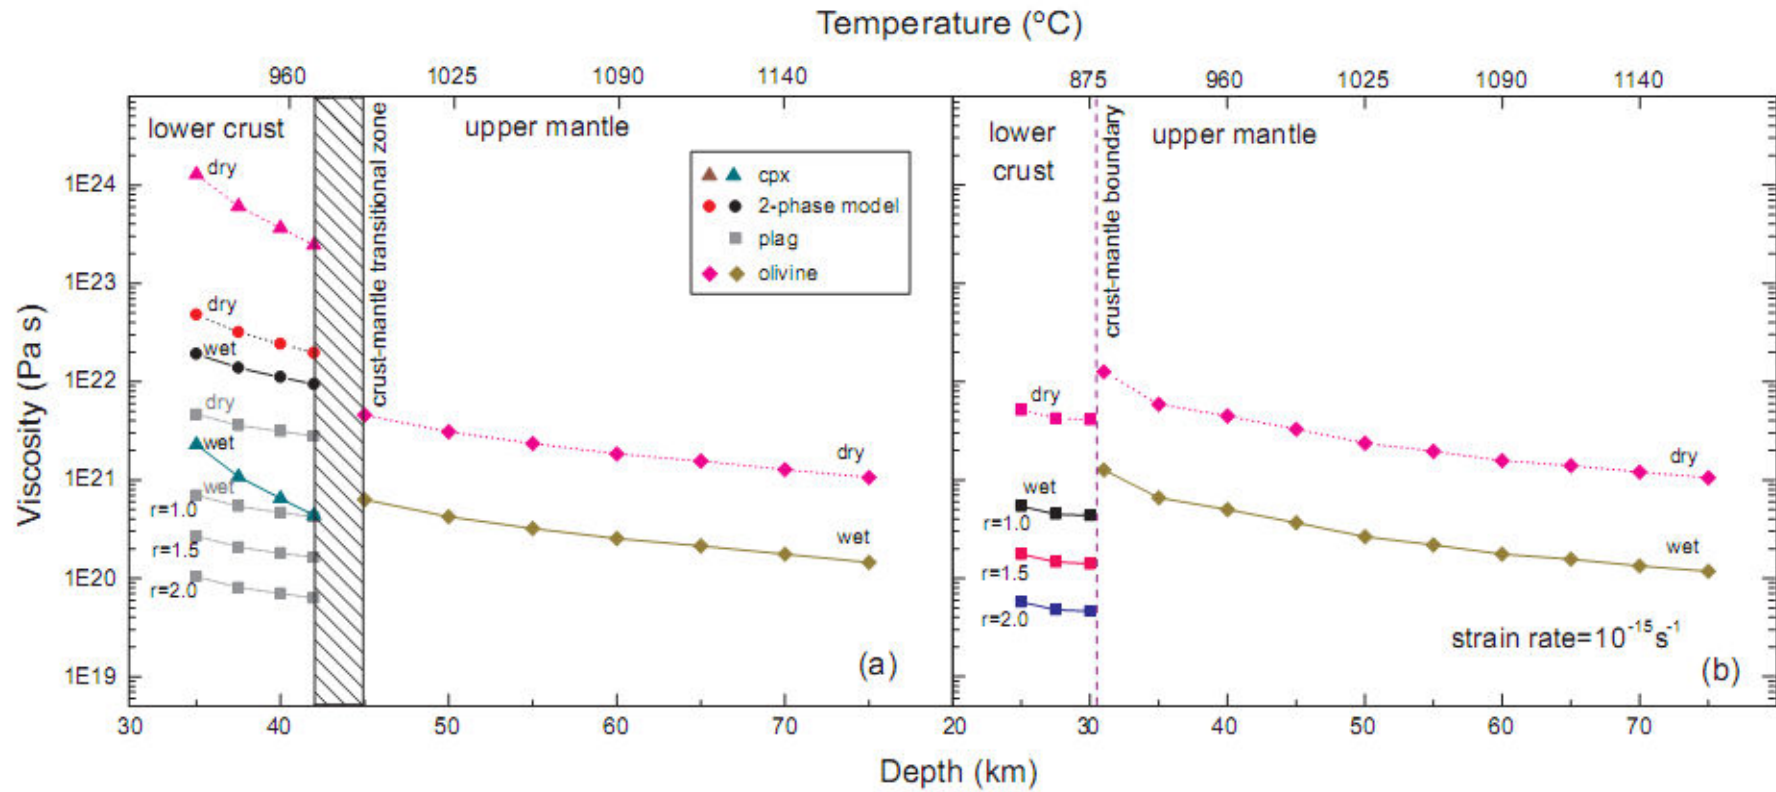 Temperature (°C)
960 1025 1090 1140 875 960 1025 1090 1140
lower crust
upper mantle
crust-mantle transitional zone
dry
dry
wet
dry
wet
wet
r=1.0
r=1.5
r=2.0
dry
wet
cpx
2-phase model
plag
olivine
(a)
lower
crust
crust-mantle boundary
upper mantle
dry
wet
r=1.0
r=1.5
r=2.0
dry
wet
strain rate=10⁻¹⁵s⁻¹
(b)
Viscosity (Pa s)
1E24
1E23
1E22
1E21
1E20
1E19
30 40 50 60 70 20 30 40 50 60 70
Depth (km)